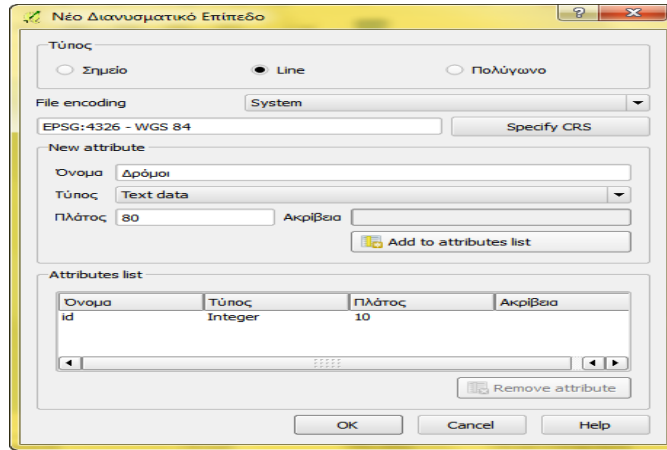 Νέο Διανυσματικό Επίπεδο
Τύπος
Σημείο Line Πολύγωνο
File encoding System
EPSG:4326 - WGS 84 Specify CRS
New attribute
Όνομα Δρόμοι
Τύπος Text data
Πλάτος 80 Ακρίβεια
Add to attributes list
Attributes list
Όνομα Τύπος Πλάτος Ακρίβεια
id Integer 10
Remove attribute
OK Cancel Help